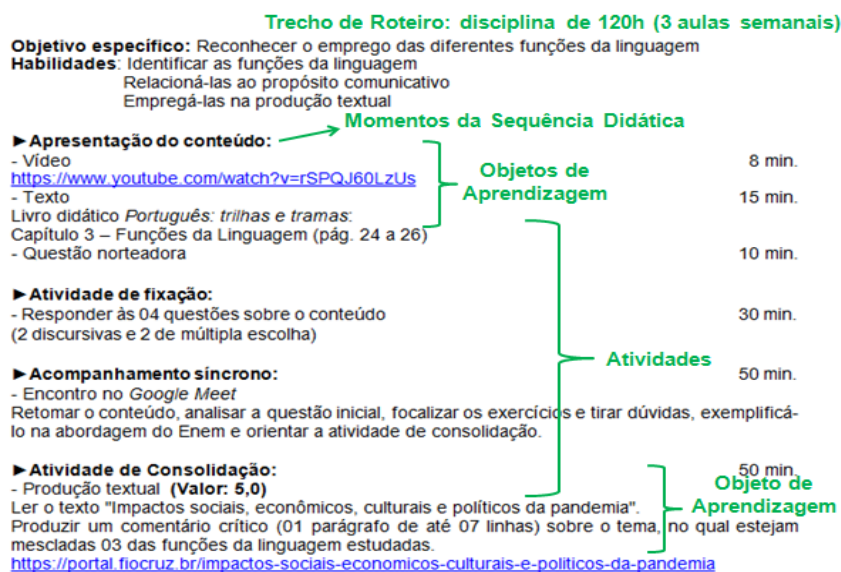 Trecho de Roteiro: disciplina de 120h (3 aulas semanais)
Objetivo específico: Reconhecer o emprego das diferentes funções da linguagem
Habilidades: Identificar as funções da linguagem
Relacioná-las ao propósito comunicativo
Empregá-las na produção textual
Momentos da Sequência Didática
►Apresentação do conteúdo:
- Vídeo 8 min.
https://www.youtube.com/watch?v=rSPQJ60LzUs
Objetos de
Aprendizagem
- Texto 15 min.
Livro didático Português: trilhas e tramas:
Capítulo 3 – Funções da Linguagem (pág. 24 a 26)
- Questão norteadora 10 min.
►Atividade de fixação:
- Responder às 04 questões sobre o conteúdo 30 min.
(2 discursivas e 2 de múltipla escolha)
Atividades
►Acompanhamento síncrono: 50 min.
- Encontro no Google Meet
Retomar o conteúdo, analisar a questão inicial, focalizar os exercícios e tirar dúvidas, exemplificá-
lo na abordagem do Enem e orientar a atividade de consolidação.
►Atividade de Consolidação: 50 min.
- Produção textual (Valor: 5,0)
Objeto de
Aprendizagem
Ler o texto "Impactos sociais, econômicos, culturais e políticos da pandemia".
Produzir um comentário crítico (01 parágrafo de até 07 linhas) sobre o tema, no qual estejam
mescladas 03 das funções da linguagem estudadas.
https://portal.fiocruz.br/impactos-sociais-economicos-culturais-e-politicos-da-pandemia